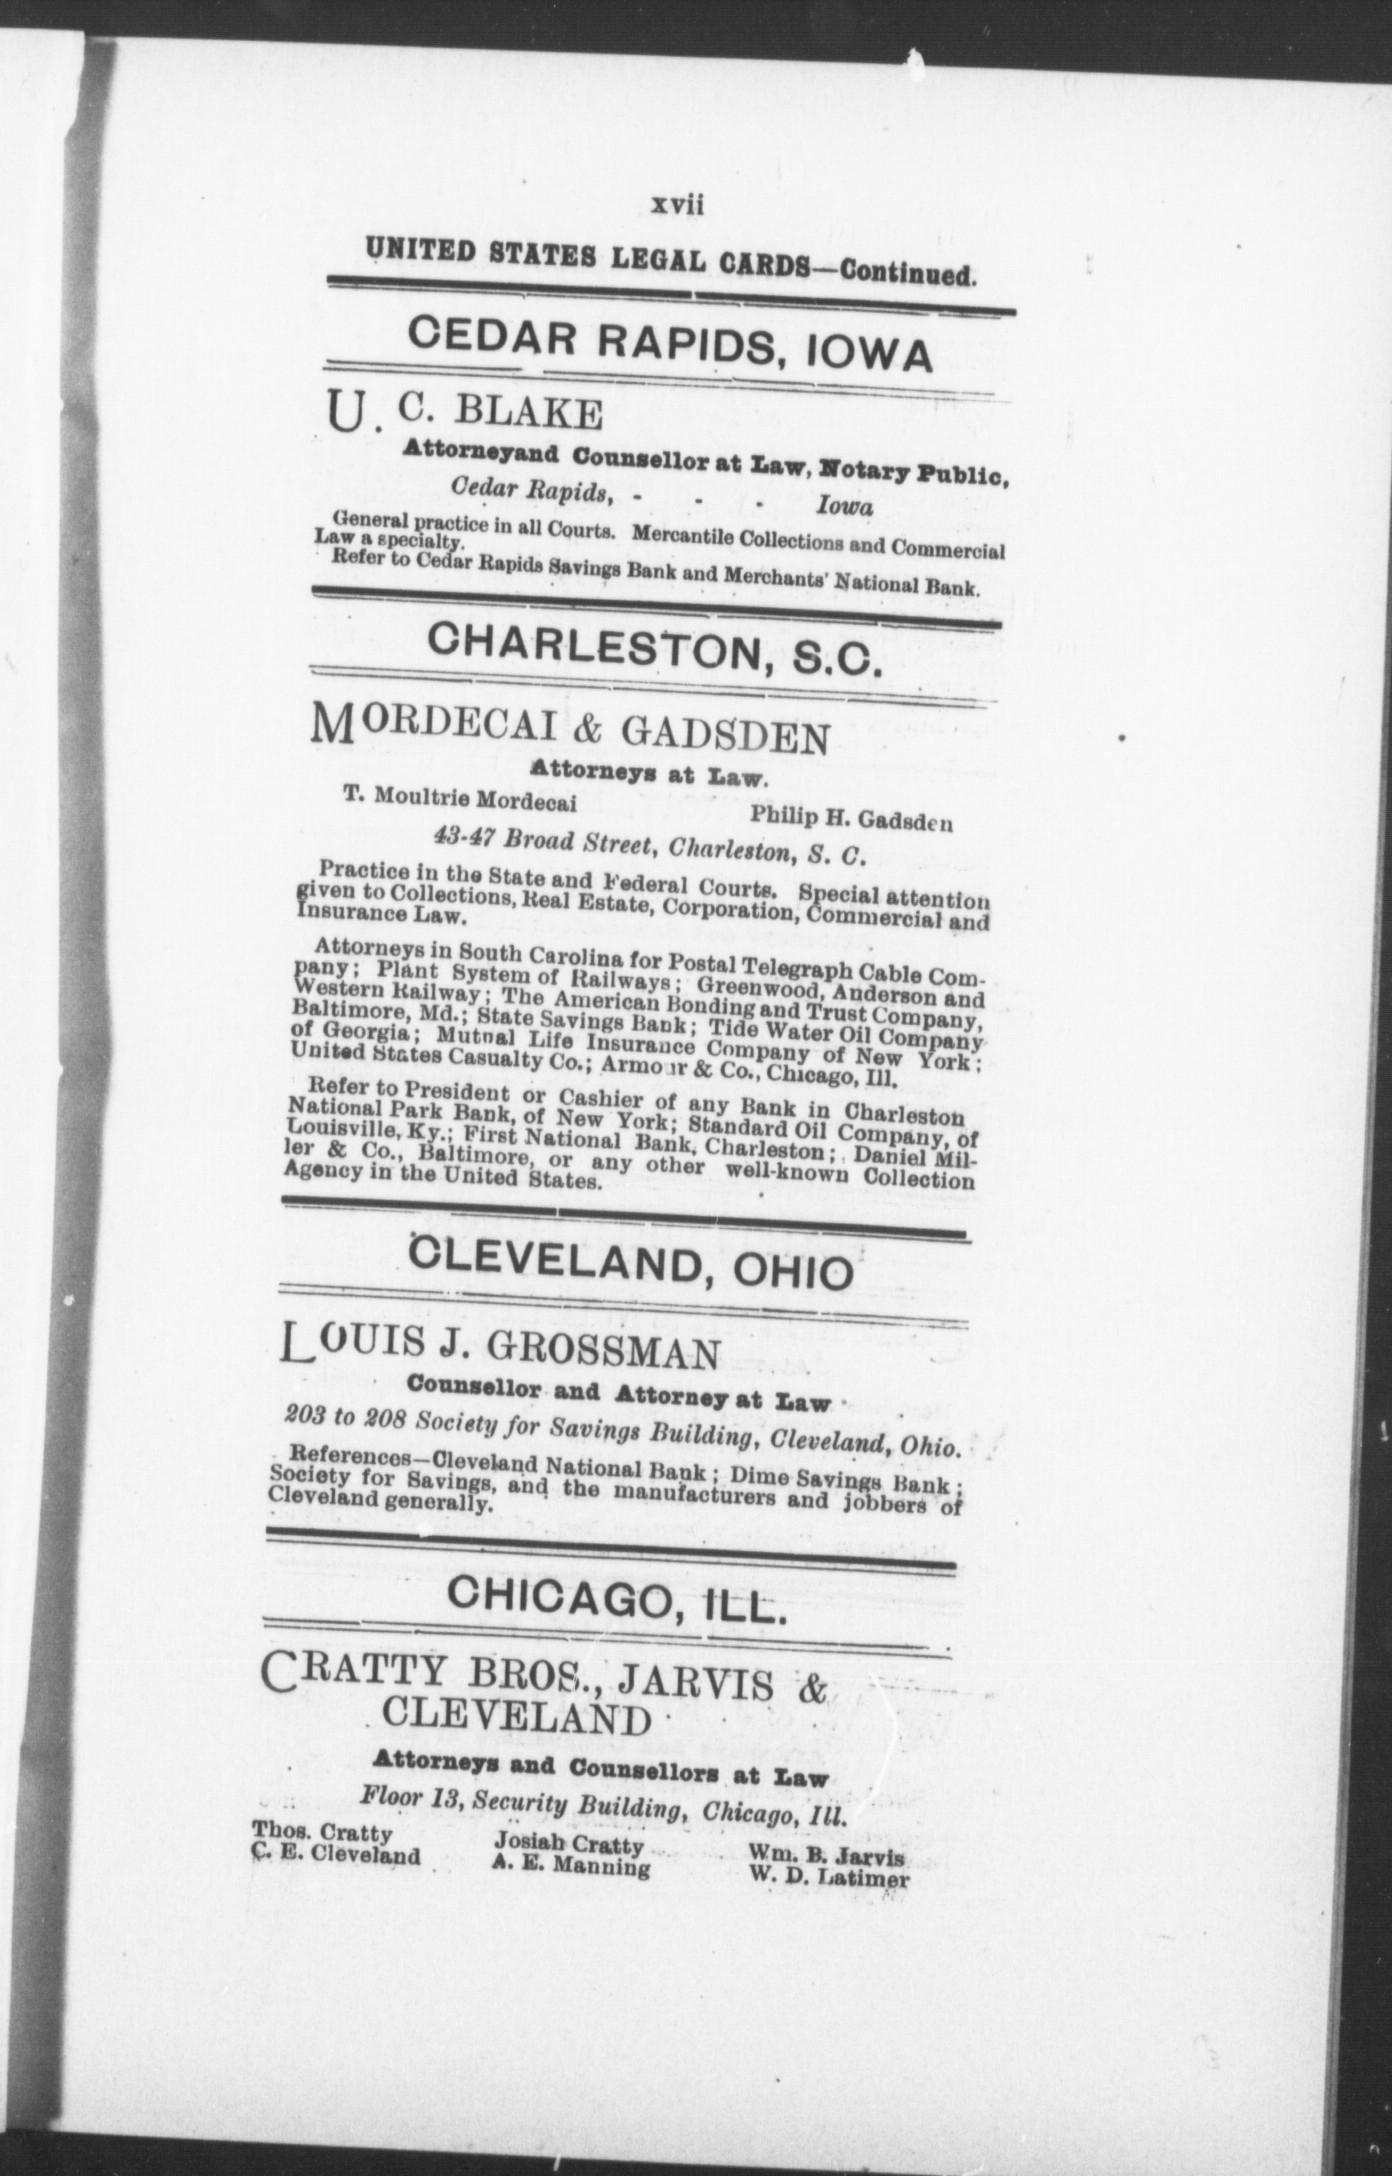 xvii
UNITED STATES LEGAL CARDS—Continued.
CEDAR RAPIDS, IOWA
U. C. BLAKE
Attorneyand Counsellor at Law, Notary Public,
Cedar Rapids, - - - Iowa
General practice in all Courts. Mercantile Collections and Commercial
Law a specialty.
Refer to Cedar Rapids Savings Bank and Merchants' National Bank.
CHARLESTON, S.C.
MORDECAI & GADSDEN
Attorneys at Law.
T. Moultrie Mordecai Philip H. Gadsden
43-47 Broad Street, Charleston, S. C.
Practice in the State and Federal Courts. Special attention
given to Collections, Real Estate, Corporation, Commercial and
Insurance Law.
Attorneys in South Carolina for Postal Telegraph Cable Com-
pany; Plant System of Railways; Greenwood, Anderson and
Western Railway; The American Bonding and Trust Company,
Baltimore, Md.; State Savings Bank; Tide Water Oil Company
of Georgia; Mutual Life Insurance Company of New York;
United States Casualty Co.; Armour & Co., Chicago, Ill.
Refer to President or Cashier of any Bank in Charleston
National Park Bank, of New York; Standard Oil Company, of
Louisville, Ky.; First National Bank, Charleston; Daniel Mil-
ler & Co., Baltimore, or any other well-known Collection
Agency in the United States.
CLEVELAND, OHIO
LOUIS J. GROSSMAN
Counsellor and Attorney at Law
203 to 208 Society for Savings Building, Cleveland, Ohio.
References—Cleveland National Bank; Dime Savings Bank;
Society for Savings, and the manufacturers and jobbers of
Cleveland generally.
CHICAGO, ILL.
CRATTY BROS., JARVIS &
CLEVELAND
Attorneys and Counsellors at Law
Floor 13, Security Building, Chicago, Ill.
Thos. Cratty Josiah Cratty Wm. B. Jarvis
C. E. Cleveland A. E. Manning W. D. Latimer